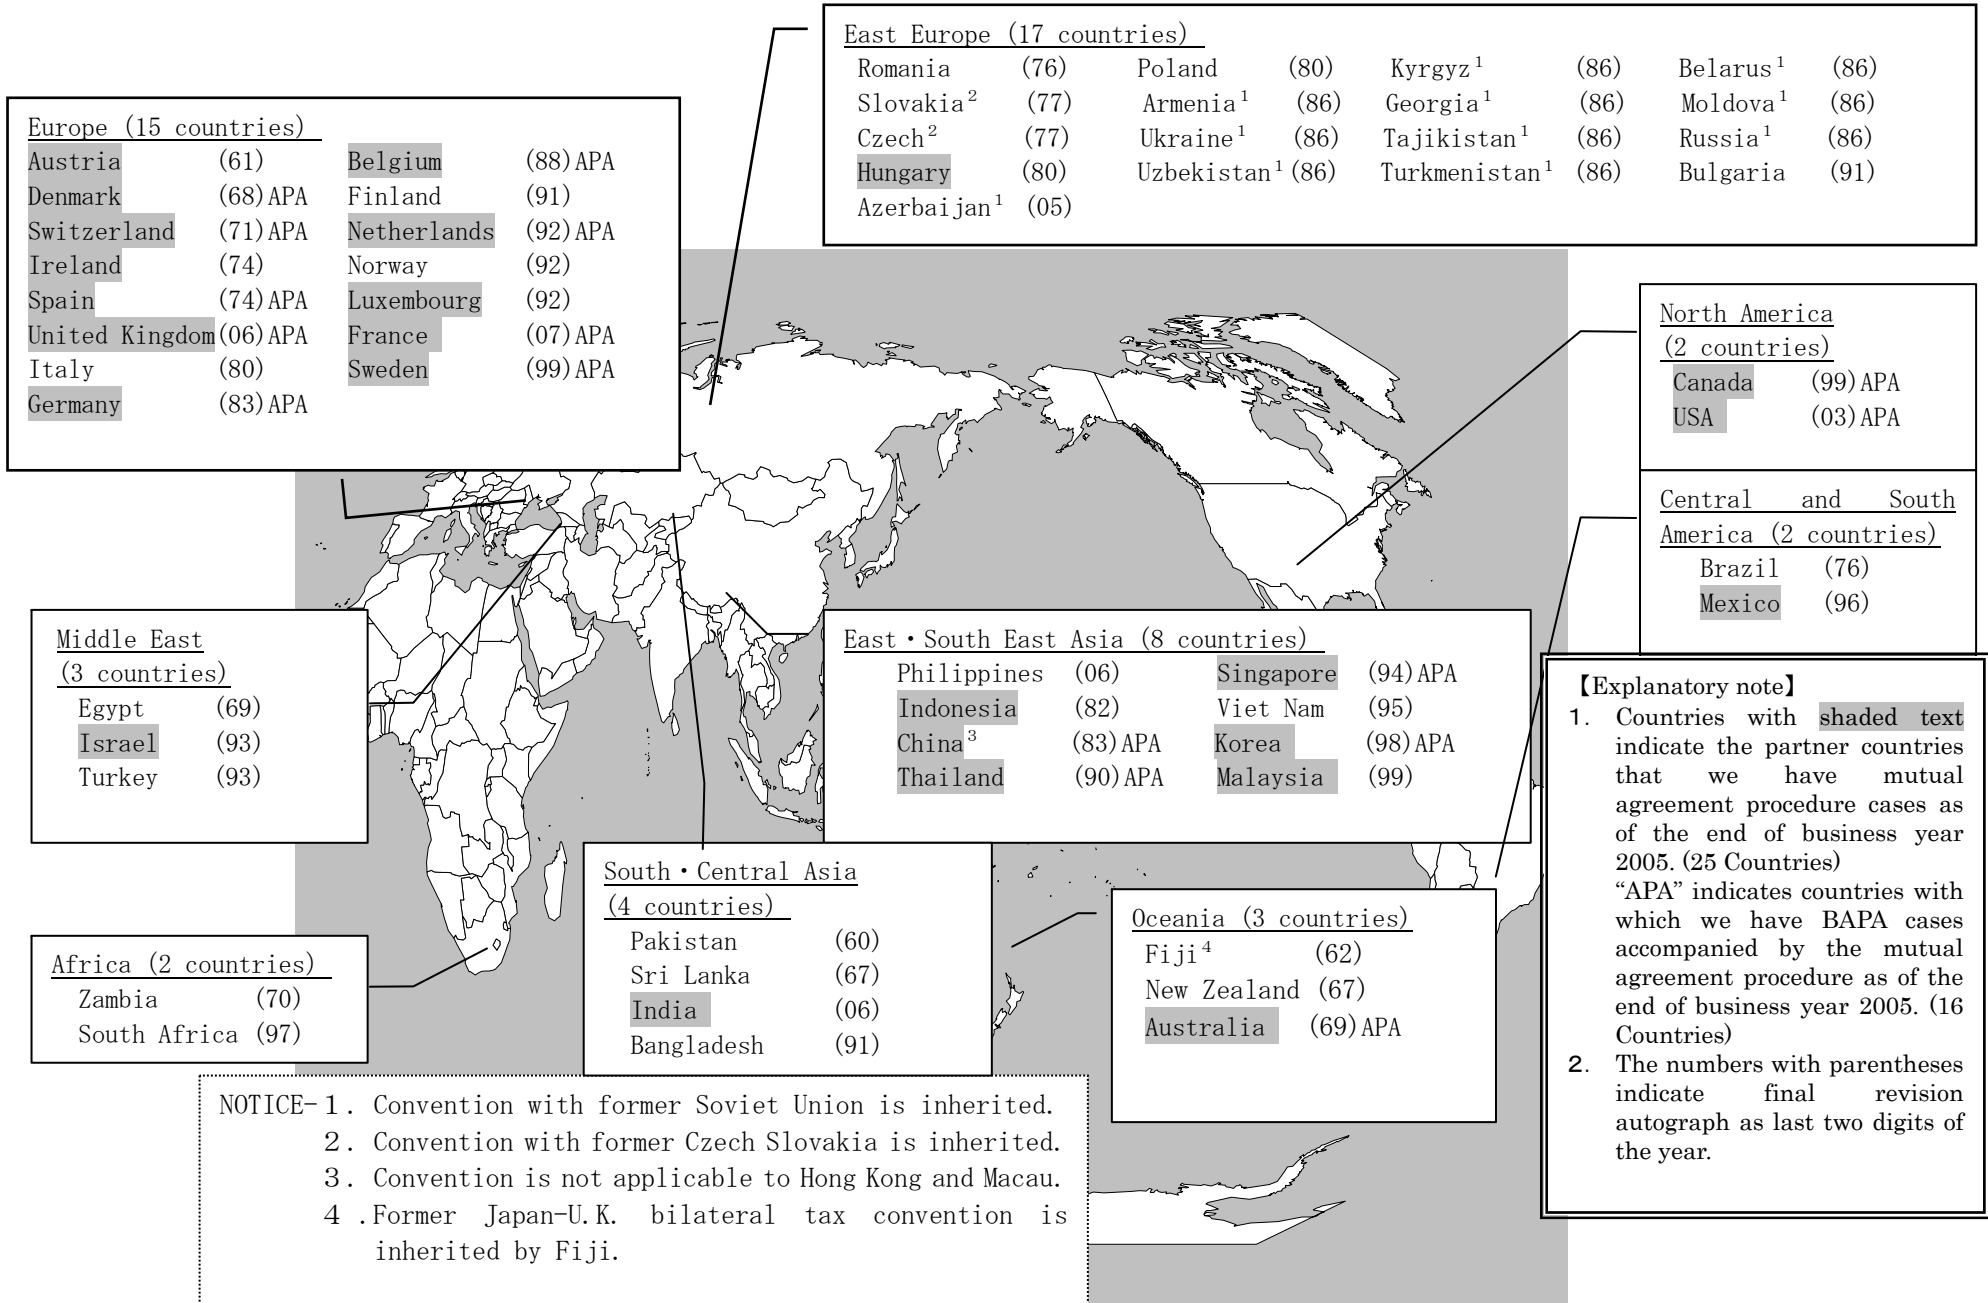 East Europe (17 countries)
Romania (76) Poland (80) Kyrgyz¹ (86) Belarus¹ (86)
Slovakia² (77) Armenia¹ (86) Georgia¹ (86) Moldova¹ (86)
Czech² (77) Ukraine¹ (86) Tajikistan¹ (86) Russia¹ (86)
Hungary (80) Uzbekistan¹ (86) Turkmenistan¹ (86) Bulgaria (91)
Azerbaijan¹ (05)
Europe (15 countries)
Austria (61) Belgium (88) APA
Denmark (68) APA Finland (91)
Switzerland (71) APA Netherlands (92) APA
Ireland (74) Norway (92)
Spain (74) APA Luxembourg (92)
United Kingdom (06) APA France (07) APA
Italy (80) Sweden (99) APA
Germany (83) APA
North America
(2 countries)
Canada (99) APA
USA (03) APA
Central and South
America (2 countries)
Brazil (76)
Mexico (96)
Middle East
(3 countries)
Egypt (69)
Israel (93)
Turkey (93)
East・South East Asia (8 countries)
Philippines (06) Singapore (94) APA
Indonesia (82) Viet Nam (95)
China³ (83) APA Korea (98) APA
Thailand (90) APA Malaysia (99)
South・Central Asia
(4 countries)
Pakistan (60)
Sri Lanka (67)
India (06)
Bangladesh (91)
Oceania (3 countries)
Fiji⁴ (62)
New Zealand (67)
Australia (69) APA
Africa (2 countries)
Zambia (70)
South Africa (97)
【Explanatory note】
1. Countries with shaded text
indicate the partner countries
that we have mutual
agreement procedure cases as
of the end of business year
2005. (25 Countries)
“APA” indicates countries with
which we have BAPA cases
accompanied by the mutual
agreement procedure as of the
end of business year 2005. (16
Countries)
2. The numbers with parentheses
indicate final revision
autograph as last two digits of
the year.
NOTICE-1. Convention with former Soviet Union is inherited.
2. Convention with former Czech Slovakia is inherited.
3. Convention is not applicable to Hong Kong and Macau.
4 .Former Japan-U.K. bilateral tax convention is
inherited by Fiji.